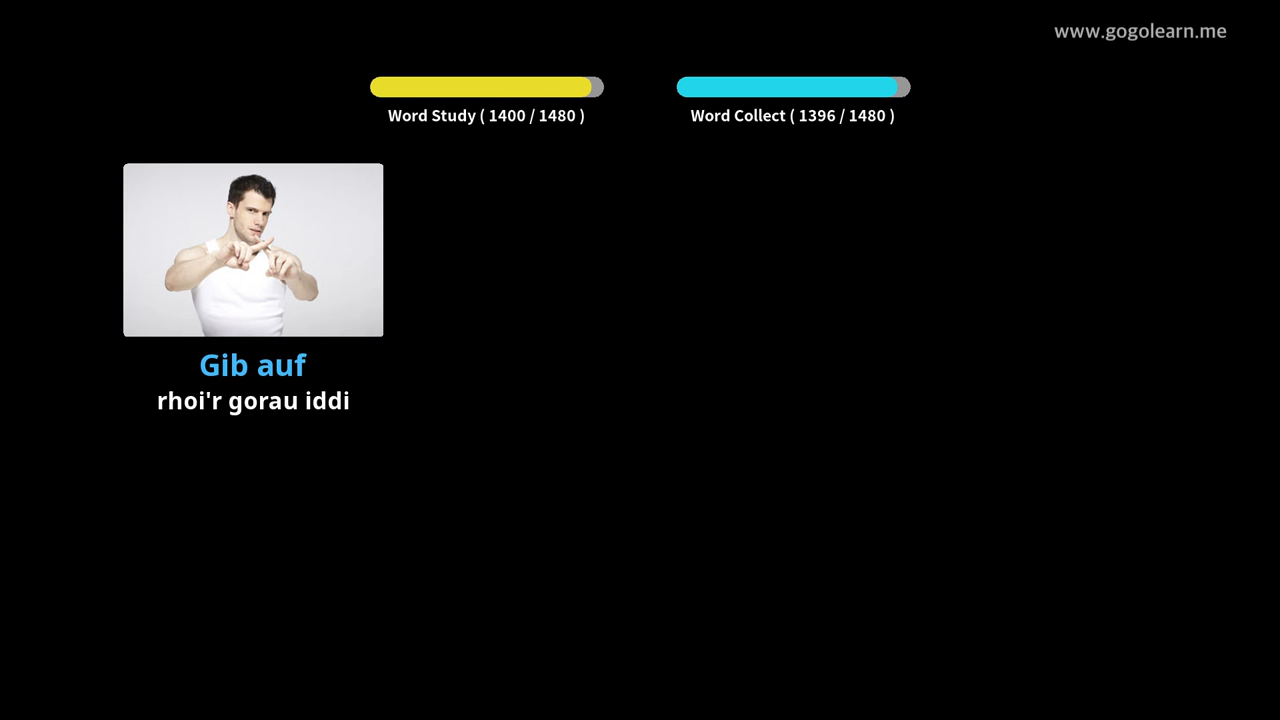 www.gogolearn.me
Word Study ( 1400 / 1480 )
Word Collect ( 1396 / 1480 )
Gib auf
rhoi'r gorau iddi